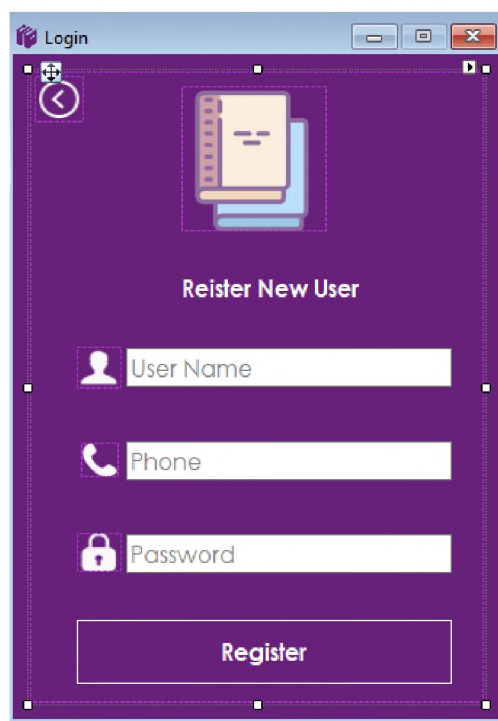 Login
Reister New User
User Name
Phone
Password
Register